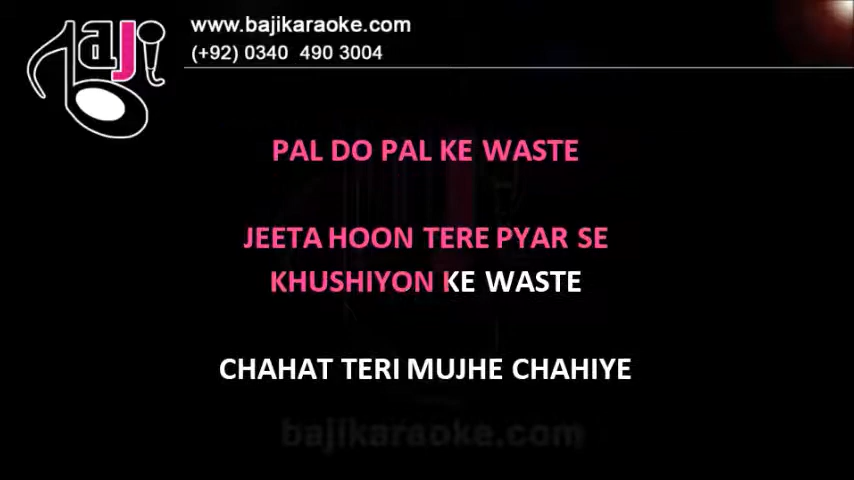 www.bajikaraoke.com
(+92) 0340 490 3004
baji
PAL DO PAL KE WASTE
JEETA HOON TERE PYAR SE
KHUSHIYON KE WASTE
CHAHAT TERI MUJHE CHAHIYE
bajikaraoke.com